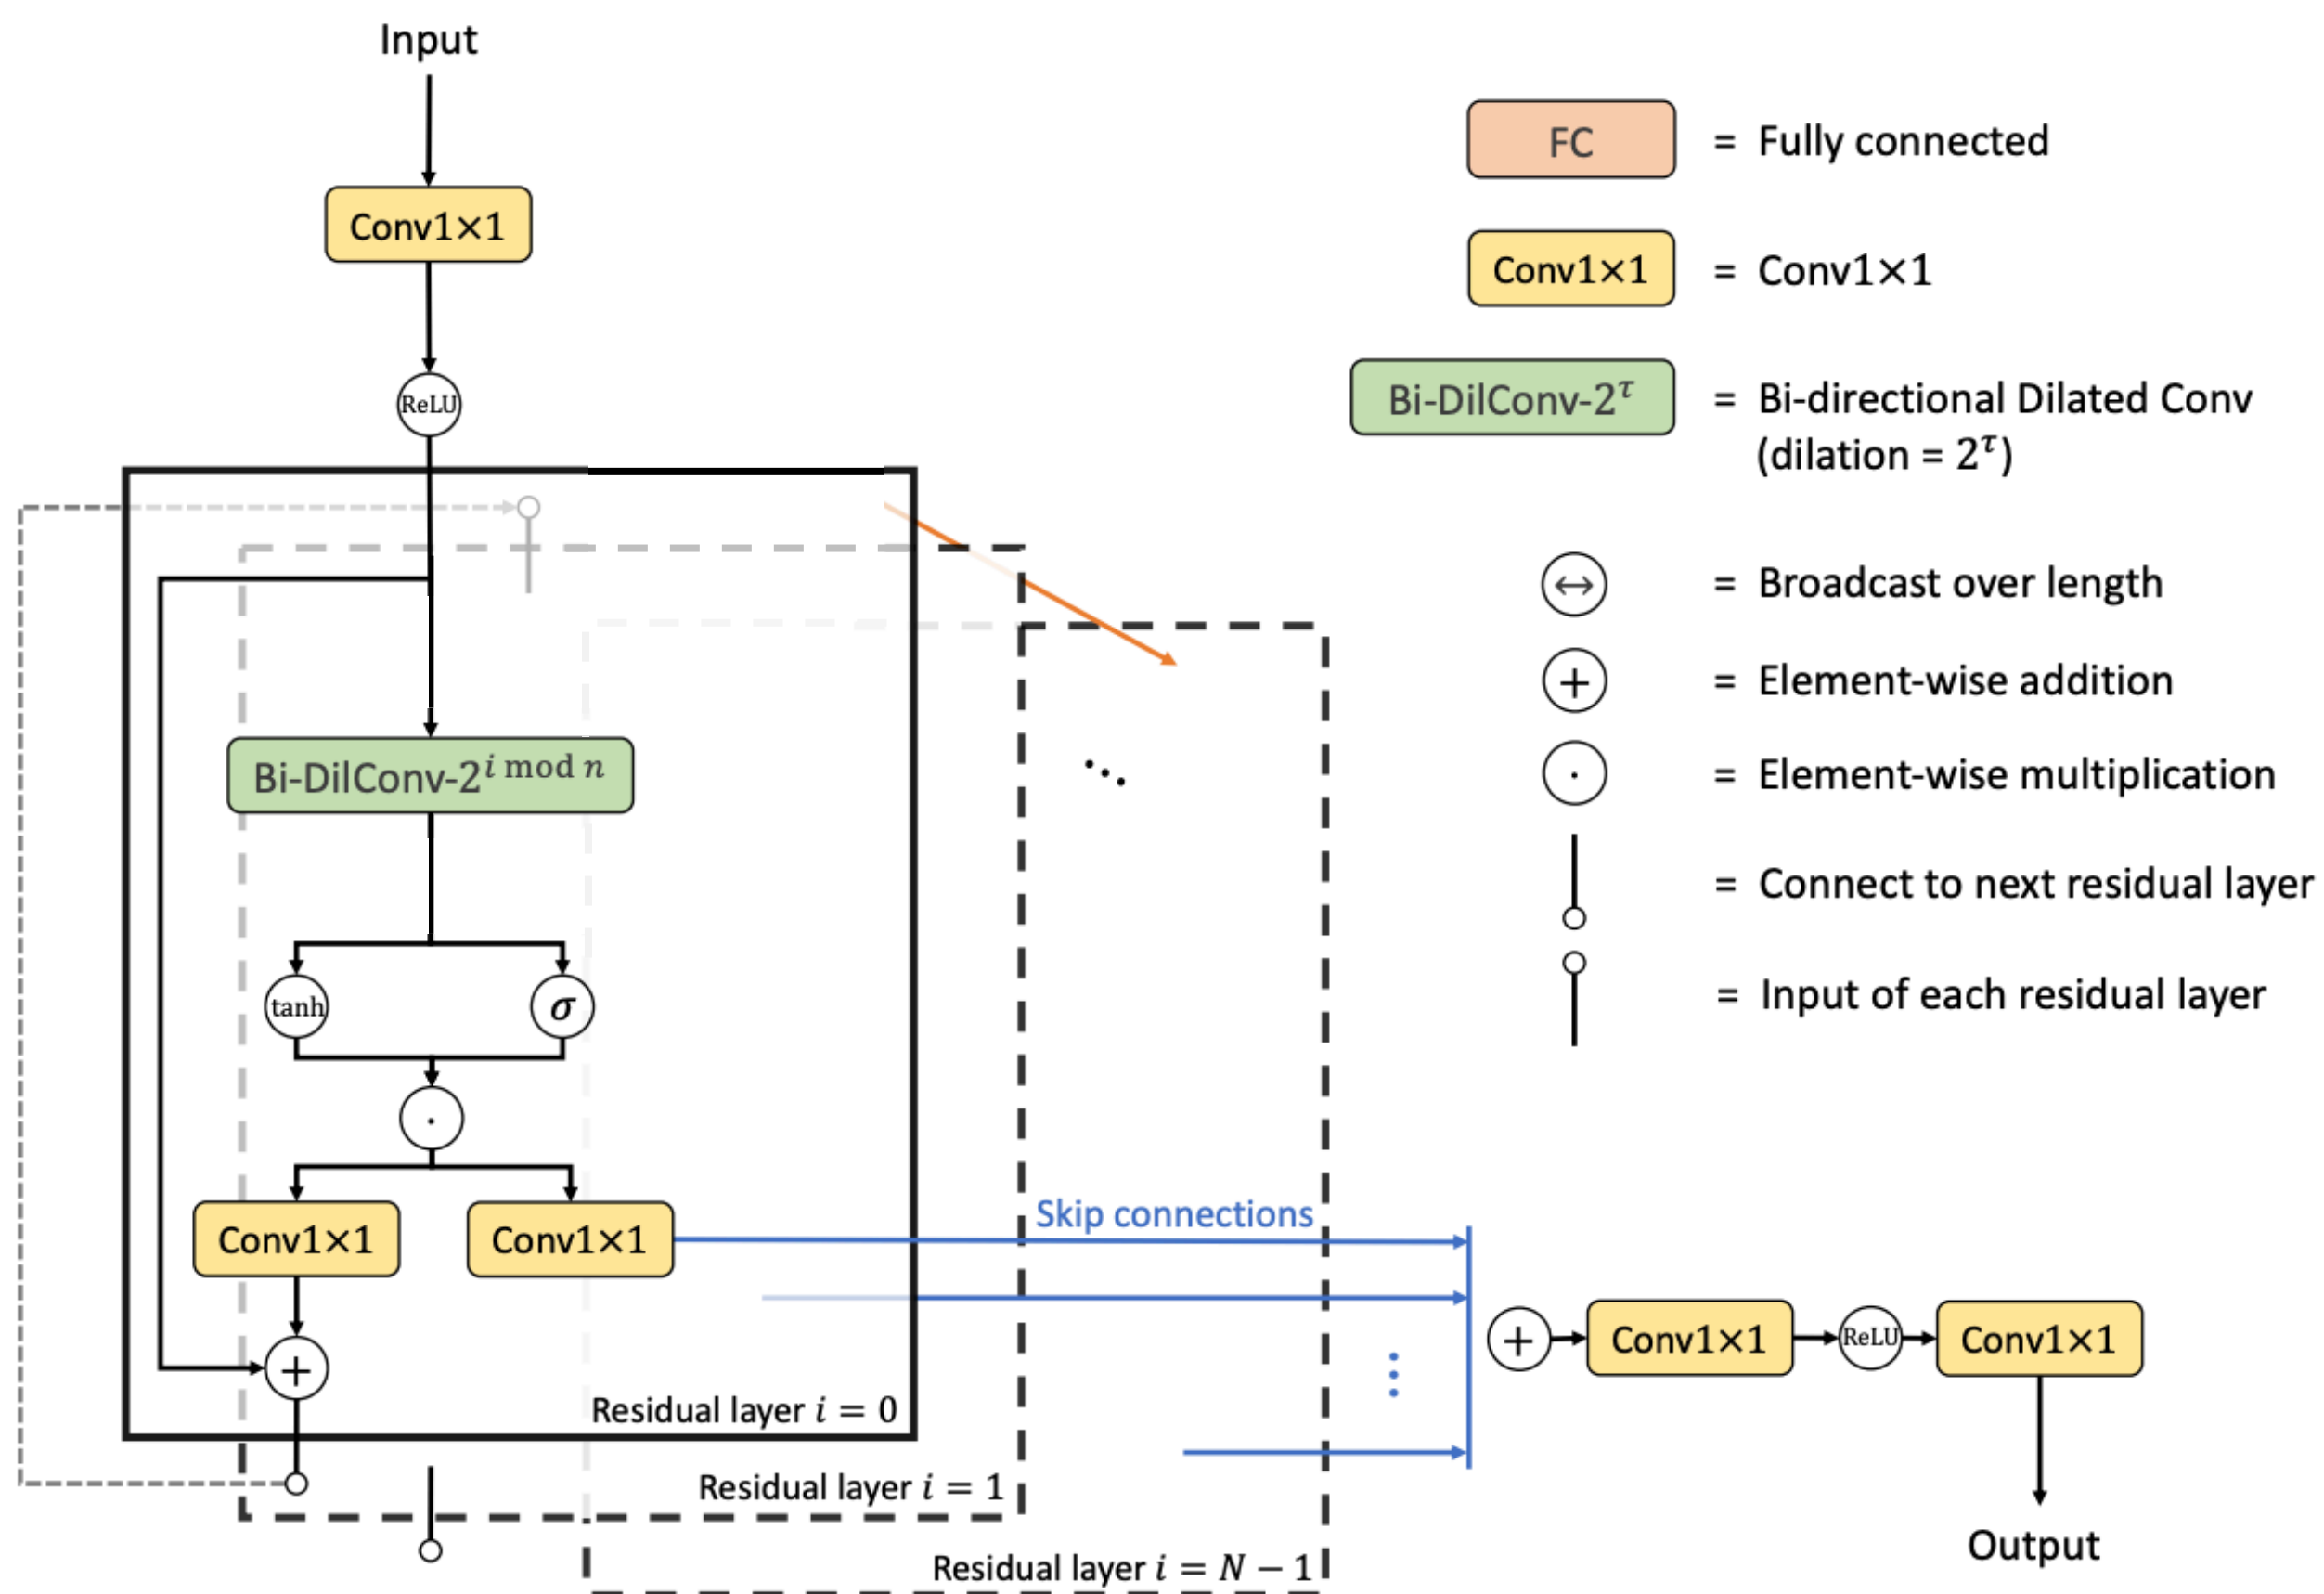 Input
Conv1×1
ReLU
Bi-DilConv-2^{i mod n}
tanh
σ
·
Conv1×1
Conv1×1
+
Residual layer i = 0
Residual layer i = 1
Residual layer i = N − 1
Skip connections
+
Conv1×1
ReLU
Conv1×1
Output
FC = Fully connected
Conv1×1 = Conv1×1
Bi-DilConv-2^τ = Bi-directional Dilated Conv
(dilation = 2^τ)
↔ = Broadcast over length
+ = Element-wise addition
· = Element-wise multiplication
= Connect to next residual layer
= Input of each residual layer